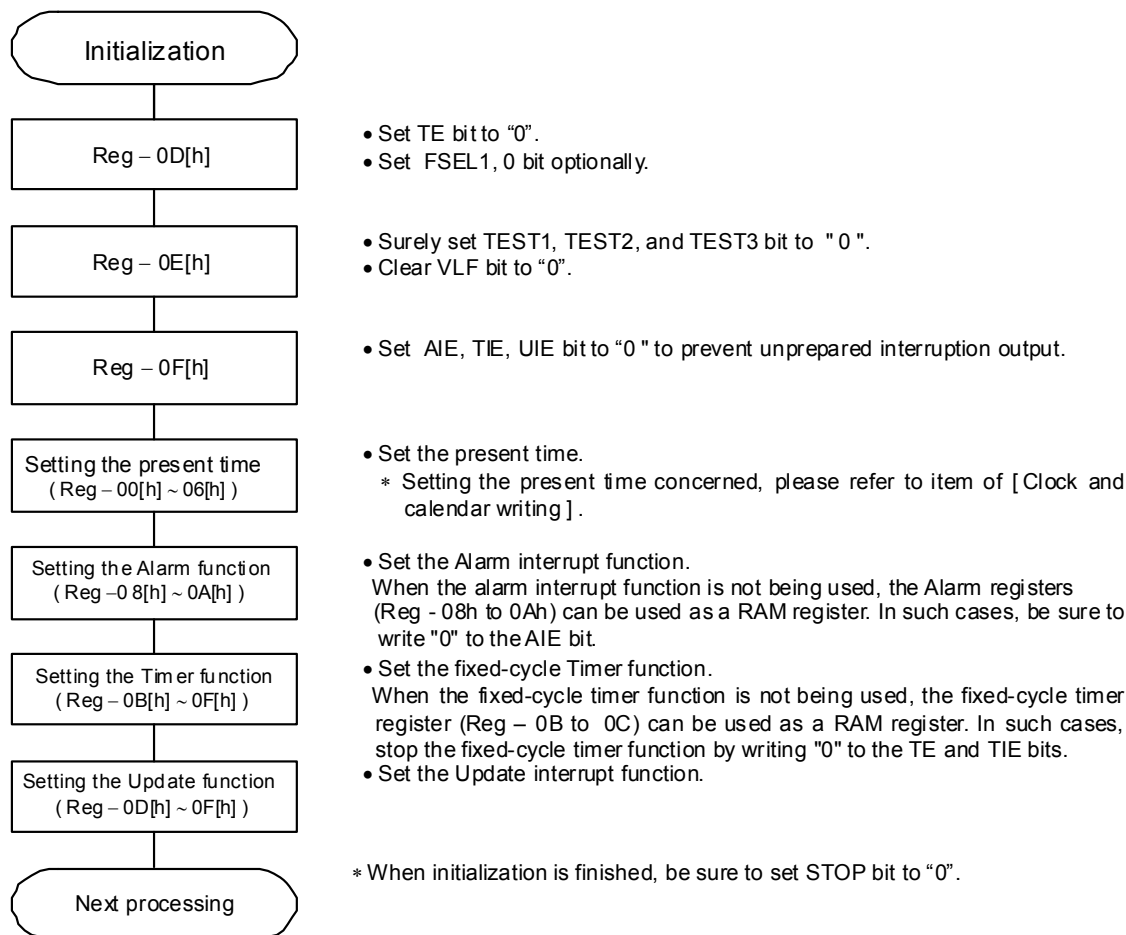 Initialization
Reg – 0D[h]
• Set TE bit to “0”.
• Set FSEL1, 0 bit optionally.
Reg – 0E[h]
• Surely set TEST1, TEST2, and TEST3 bit to " 0 ".
• Clear VLF bit to “0”.
Reg – 0F[h]
• Set AIE, TIE, UIE bit to “0 " to prevent unprepared interruption output.
Setting the present time
( Reg – 00[h] ~ 06[h] )
• Set the present time.
* Setting the present time concerned, please refer to item of [ Clock and
calendar writing ] .
Setting the Alarm function
( Reg –0 8[h] ~ 0A[h] )
• Set the Alarm interrupt function.
When the alarm interrupt function is not being used, the Alarm registers
(Reg - 08h to 0Ah) can be used as a RAM register. In such cases, be sure to
write "0" to the AIE bit.
Setting the Timer function
( Reg – 0B[h] ~ 0F[h] )
• Set the fixed-cycle Timer function.
When the fixed-cycle timer function is not being used, the fixed-cycle timer
register (Reg – 0B to 0C) can be used as a RAM register. In such cases,
stop the fixed-cycle timer function by writing "0" to the TE and TIE bits.
Setting the Update function
( Reg – 0D[h] ~ 0F[h] )
• Set the Update interrupt function.
Next processing
* When initialization is finished, be sure to set STOP bit to “0”.